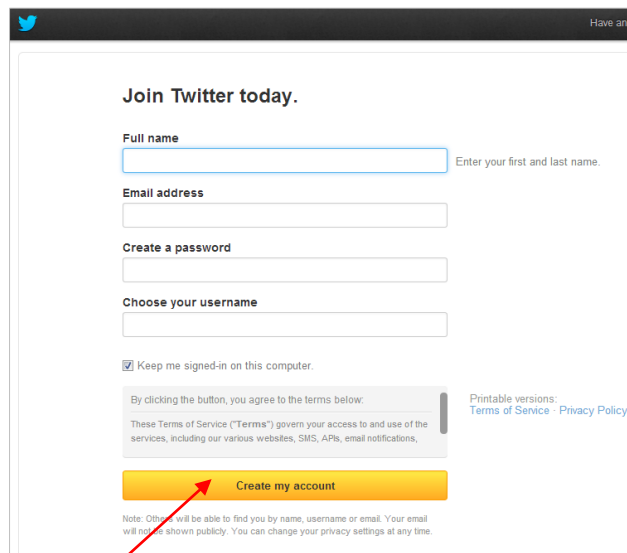 Have an
Join Twitter today.
Full name
Enter your first and last name.
Email address
Create a password
Choose your username
Keep me signed-in on this computer.
By clicking the button, you agree to the terms below:
These Terms of Service ("Terms") govern your access to and use of the
services, including our various websites, SMS, APIs, email notifications,
Printable versions:
Terms of Service · Privacy Policy
Create my account
Note: Others will be able to find you by name, username or email. Your email
will not be shown publicly. You can change your privacy settings at any time.